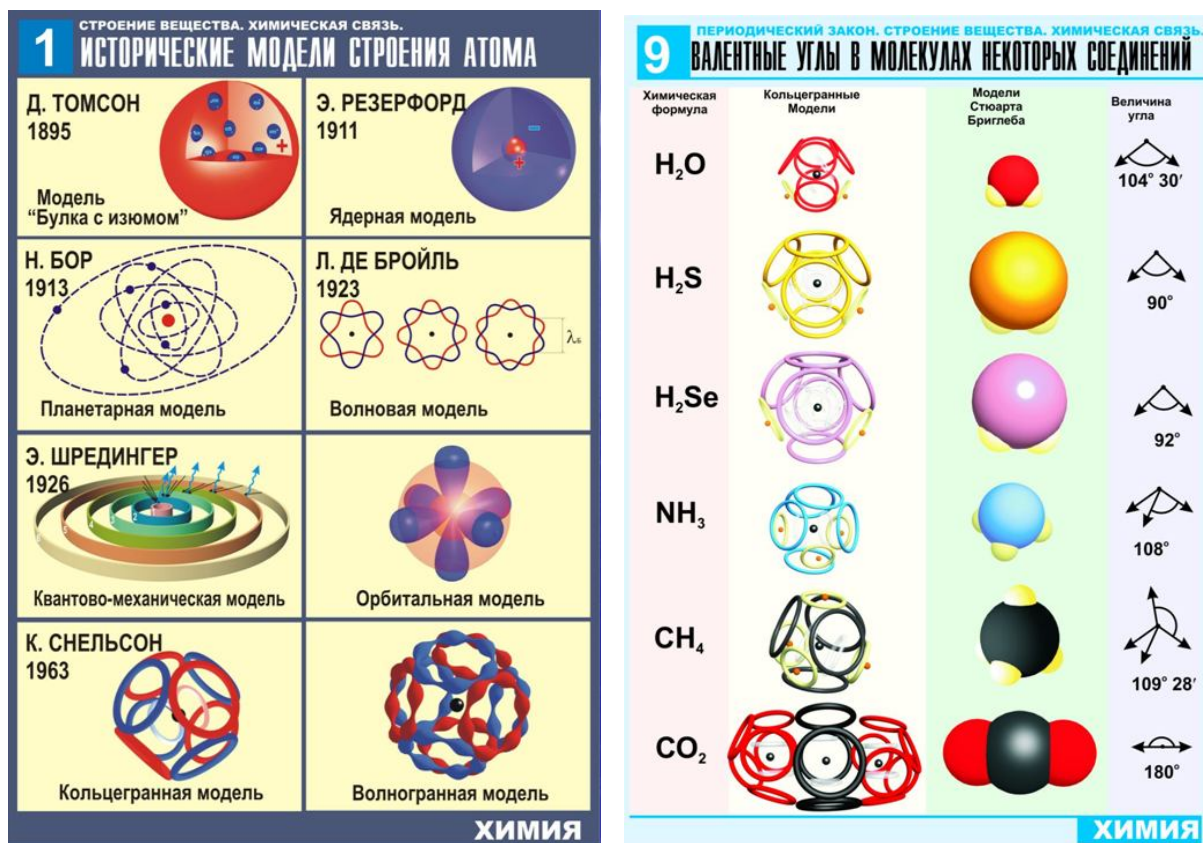 1
СТРОЕНИЕ ВЕЩЕСТВА. ХИМИЧЕСКАЯ СВЯЗЬ.
ИСТОРИЧЕСКИЕ МОДЕЛИ СТРОЕНИЯ АТОМА
Д. ТОМСОН
1895
+
Модель
“Булка с изюмом”
Э. РЕЗЕРФОРД
1911
−
+
Ядерная модель
Н. БОР
1913
Планетарная модель
Л. ДЕ БРОЙЛЬ
1923
Волновая модель
Э. ШРЕДИНГЕР
1926
Квантово-механическая модель
Орбитальная модель
К. СНЕЛЬСОН
1963
Кольцегранная модель
Волногранная модель
ХИМИЯ
9
ПЕРИОДИЧЕСКИЙ ЗАКОН. СТРОЕНИЕ ВЕЩЕСТВА. ХИМИЧЕСКАЯ СВЯЗЬ.
ВАЛЕНТНЫЕ УГЛЫ В МОЛЕКУЛАХ НЕКОТОРЫХ СОЕДИНЕНИЙ
Химическая
формула
Кольцегранные
Модели
Модели
Стюарта
Бриглеба
Величина
угла
H₂O
104° 30′
H₂S
90°
H₂Se
92°
NH₃
108°
CH₄
109° 28′
CO₂
180°
ХИМИЯ